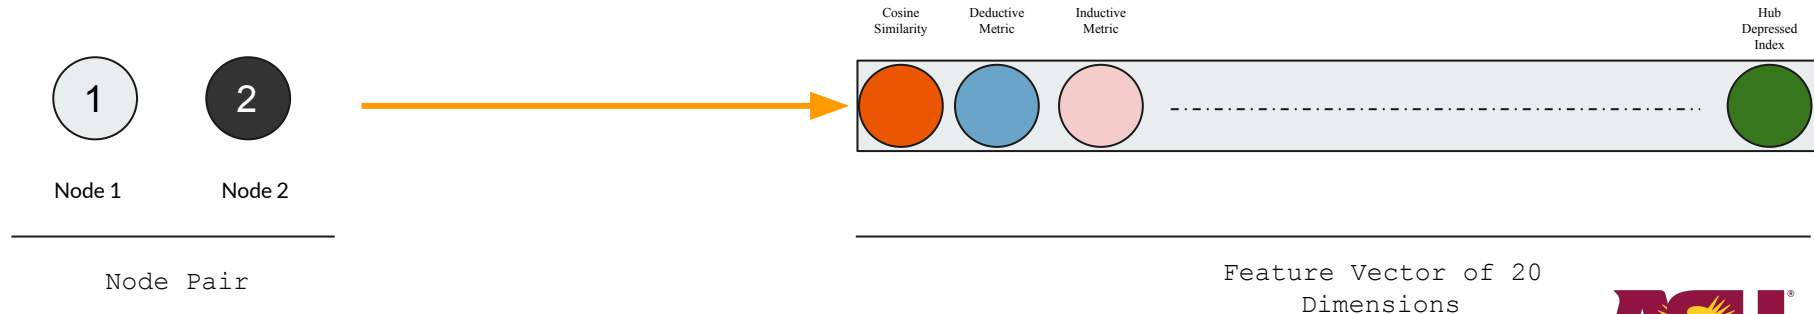 Cosine
Similarity
Deductive
Metric
Inductive
Metric
Hub
Depressed
Index
1
2
Node 1
Node 2
Node Pair
Feature Vector of 20
Dimensions
ASU®